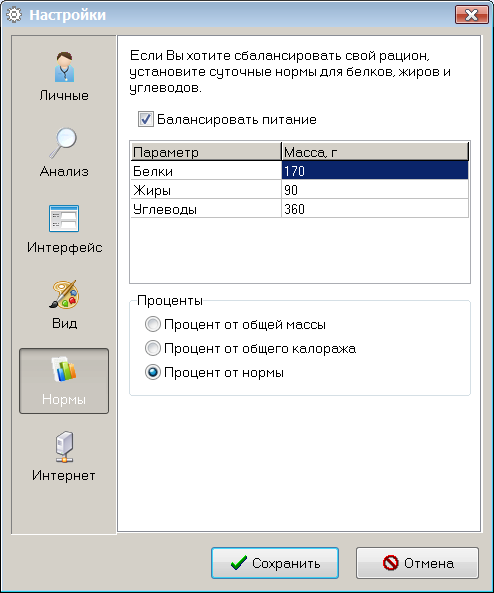 Настройки
Личные
Анализ
Интерфейс
Вид
Нормы
Интернет
Если Вы хотите сбалансировать свой рацион,
установите суточные нормы для белков, жиров и
углеводов.
Балансировать питание
Параметр Масса, г
Белки 170
Жиры 90
Углеводы 360
Проценты
Процент от общей массы
Процент от общего калоража
Процент от нормы
Сохранить Отмена